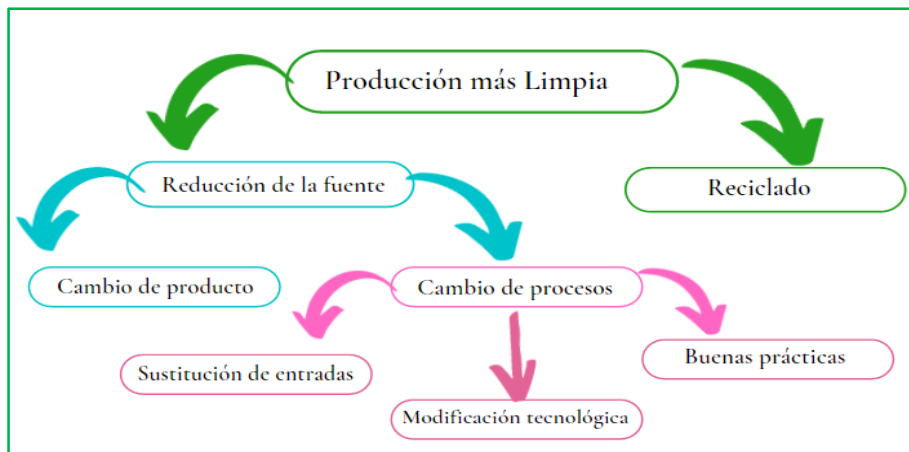 Producción más Limpia
Reducción de la fuente
Reciclado
Cambio de producto
Cambio de procesos
Sustitución de entradas
Modificación tecnológica
Buenas prácticas